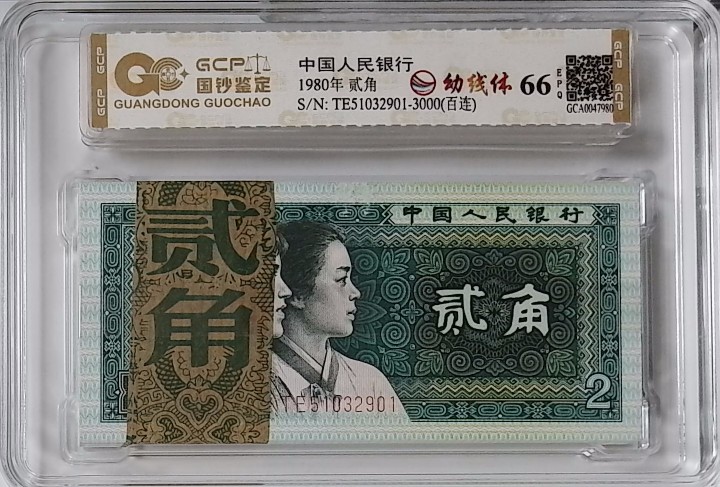 GCP
国钞鉴定
GUANGDONG GUOCHAO
中国人民银行
1980年 贰角
S/N: TE51032901-3000(百连)
幼线体
66
EPQ
GCA0047980
GCP
GCP
GCP
GCP
中国人民银行
贰角
贰角
TE51032901
2